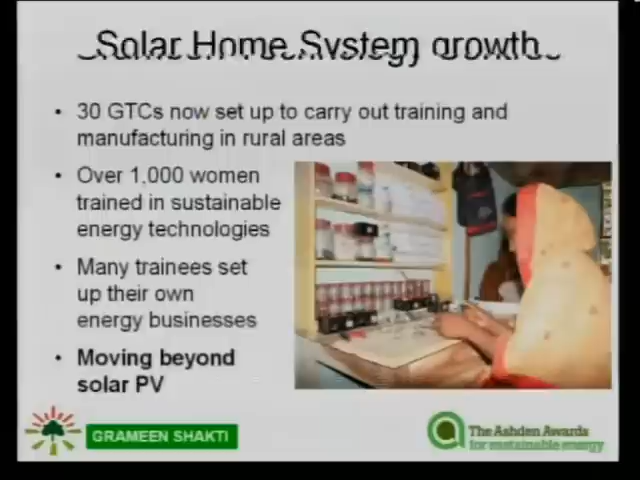 Solar Home System growth
• 30 GTCs now set up to carry out training and
manufacturing in rural areas
• Over 1,000 women
trained in sustainable
energy technologies
• Many trainees set
up their own
energy businesses
• Moving beyond
solar PV
GRAMEEN SHAKTI
The Ashden Awards
for sustainable energy